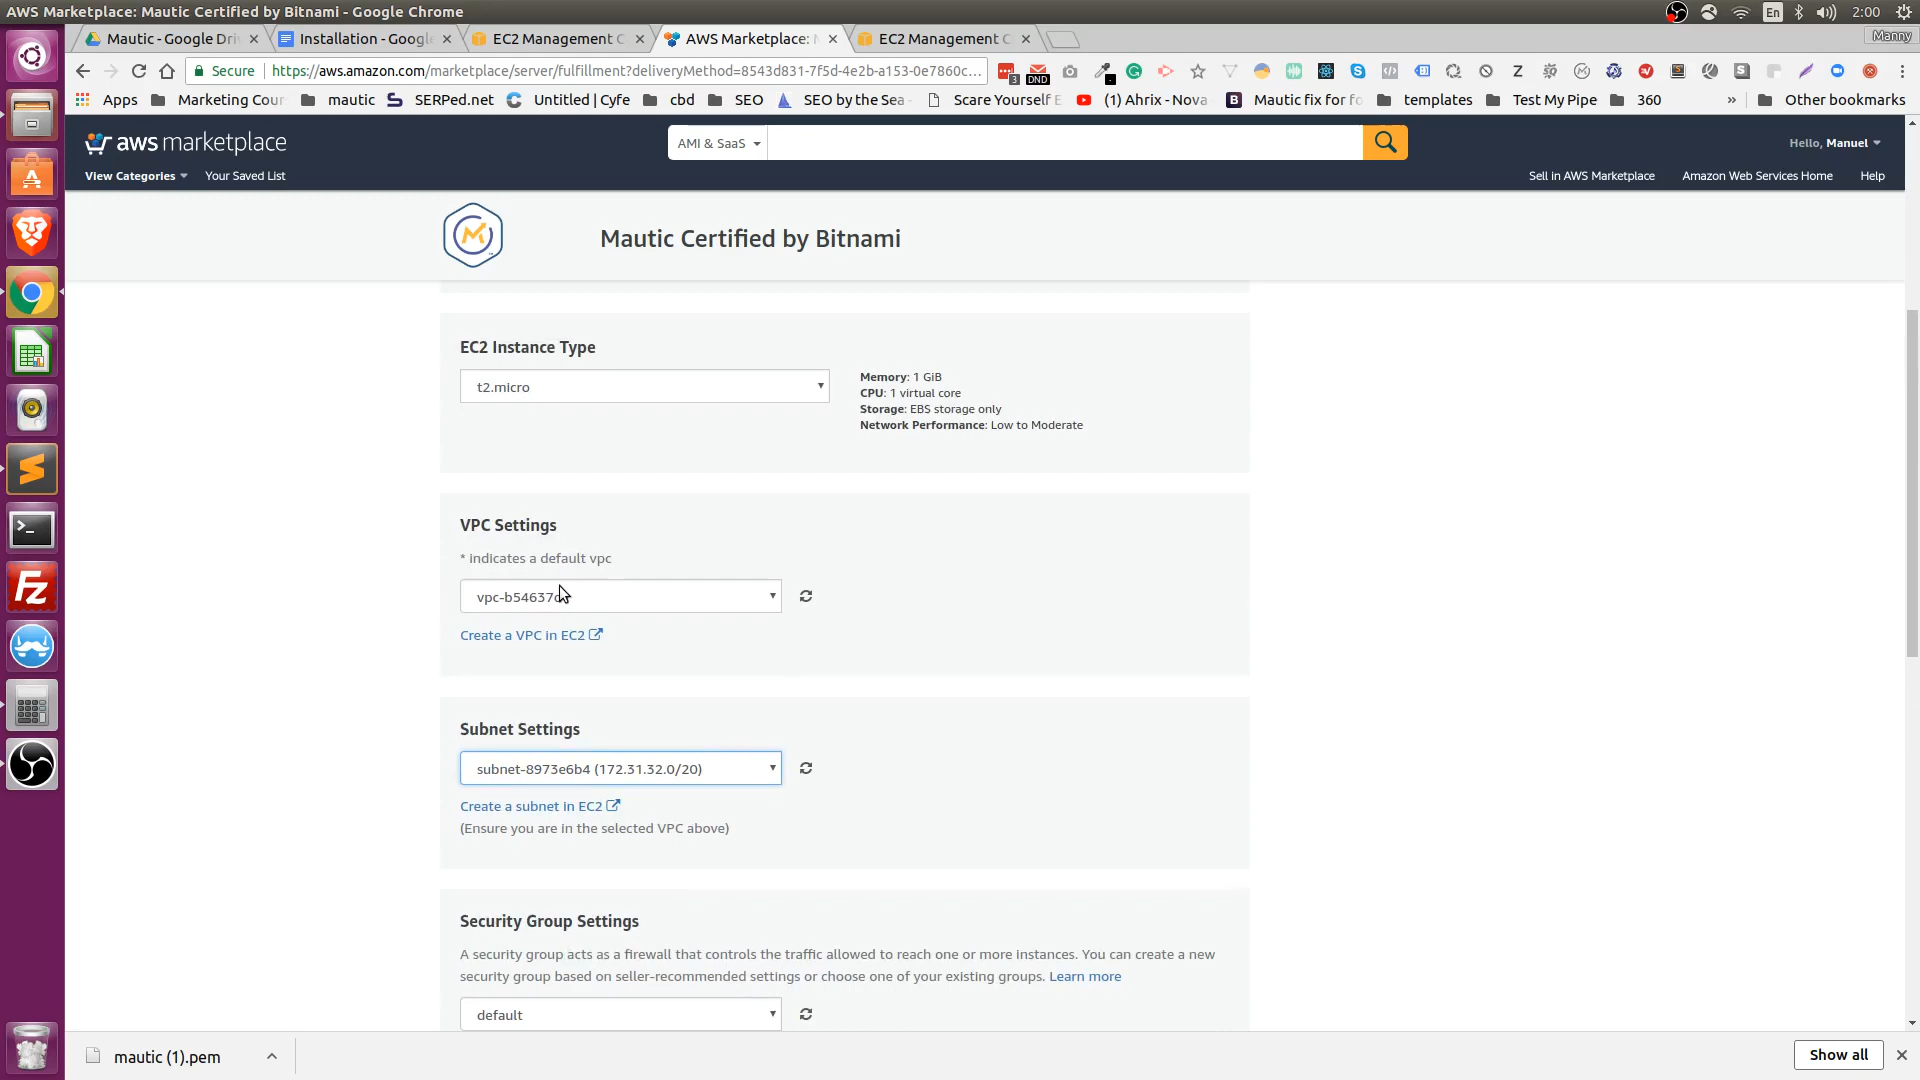 AWS Marketplace: Mautic Certified by Bitnami - Google Chrome
En
2:00
Mautic - Google Dri
Installation - Googl
EC2 Management C
AWS Marketplace:
EC2 Management C
Manny
Secure
https://aws.amazon.com/marketplace/server/fulfillment?deliveryMethod=8543d831-7f5d-4e2b-a153-0e7860c...
3
DND
Apps
Marketing Cour
mautic
SERPed.net
Untitled | Cyfe
cbd
SEO
SEO by the Sea
Scare Yourself E
(1) Ahrix - Nova
Mautic fix for fo
templates
Test My Pipe
360
»
Other bookmarks
aws marketplace
AMI & SaaS
Hello, Manuel
View Categories
Your Saved List
Sell in AWS Marketplace
Amazon Web Services Home
Help
Mautic Certified by Bitnami
EC2 Instance Type
t2.micro
Memory: 1 GiB
CPU: 1 virtual core
Storage: EBS storage only
Network Performance: Low to Moderate
VPC Settings
* indicates a default vpc
vpc-b54637
Create a VPC in EC2
Subnet Settings
subnet-8973e6b4 (172.31.32.0/20)
Create a subnet in EC2
(Ensure you are in the selected VPC above)
Security Group Settings
A security group acts as a firewall that controls the traffic allowed to reach one or more instances. You can create a new
security group based on seller-recommended settings or choose one of your existing groups. Learn more
default
mautic (1).pem
Show all